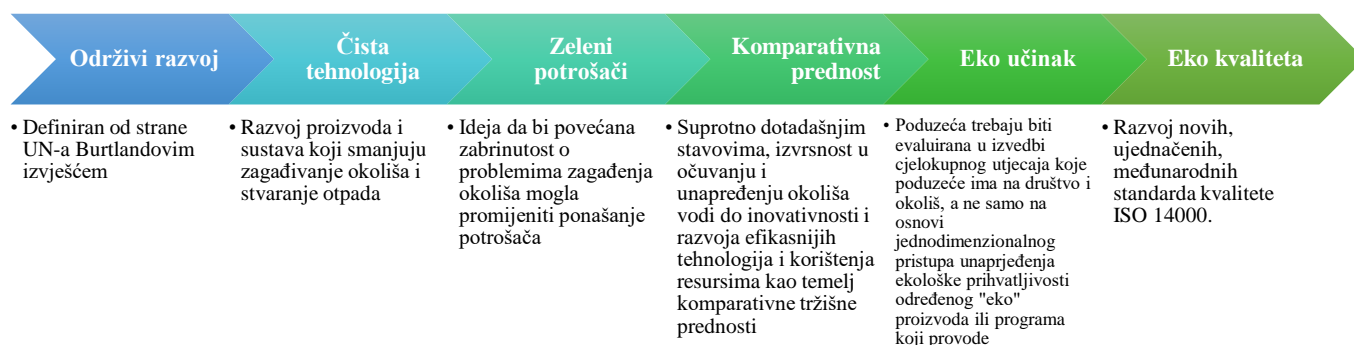 Održivi razvoj
Čista
tehnologija
Zeleni
potrošači
Komparativna
prednost
Eko učinak
Eko kvaliteta
• Definiran od strane
UN-a Burtlandovim
izvješćem
• Razvoj proizvoda i
sustava koji smanjuju
zagađivanje okoliša i
stvaranje otpada
• Ideja da bi povećana
zabrinutost o
problemima zagađenja
okoliša mogla
promijeniti ponašanje
potrošača
• Suprotno dotadašnjim
stavovima, izvrsnost u
očuvanju i
unapređenju okoliša
vodi do inovativnosti i
razvoja efikasnijih
tehnologija i korištenja
resursima kao temelj
komparativne tržišne
prednosti
• Poduzeća trebaju biti
evaluirana u izvedbi
cjelokupnog utjecaja koje
poduzeće ima na društvo i
okoliš, a ne samo na
osnovi
jednodimenzionalnog
pristupa unaprjeđenja
ekološke prihvatljivosti
određenog "eko"
proizvoda ili programa
koji provode
• Razvoj novih,
ujednačenih,
međunarodnih
standarda kvalitete
ISO 14000.